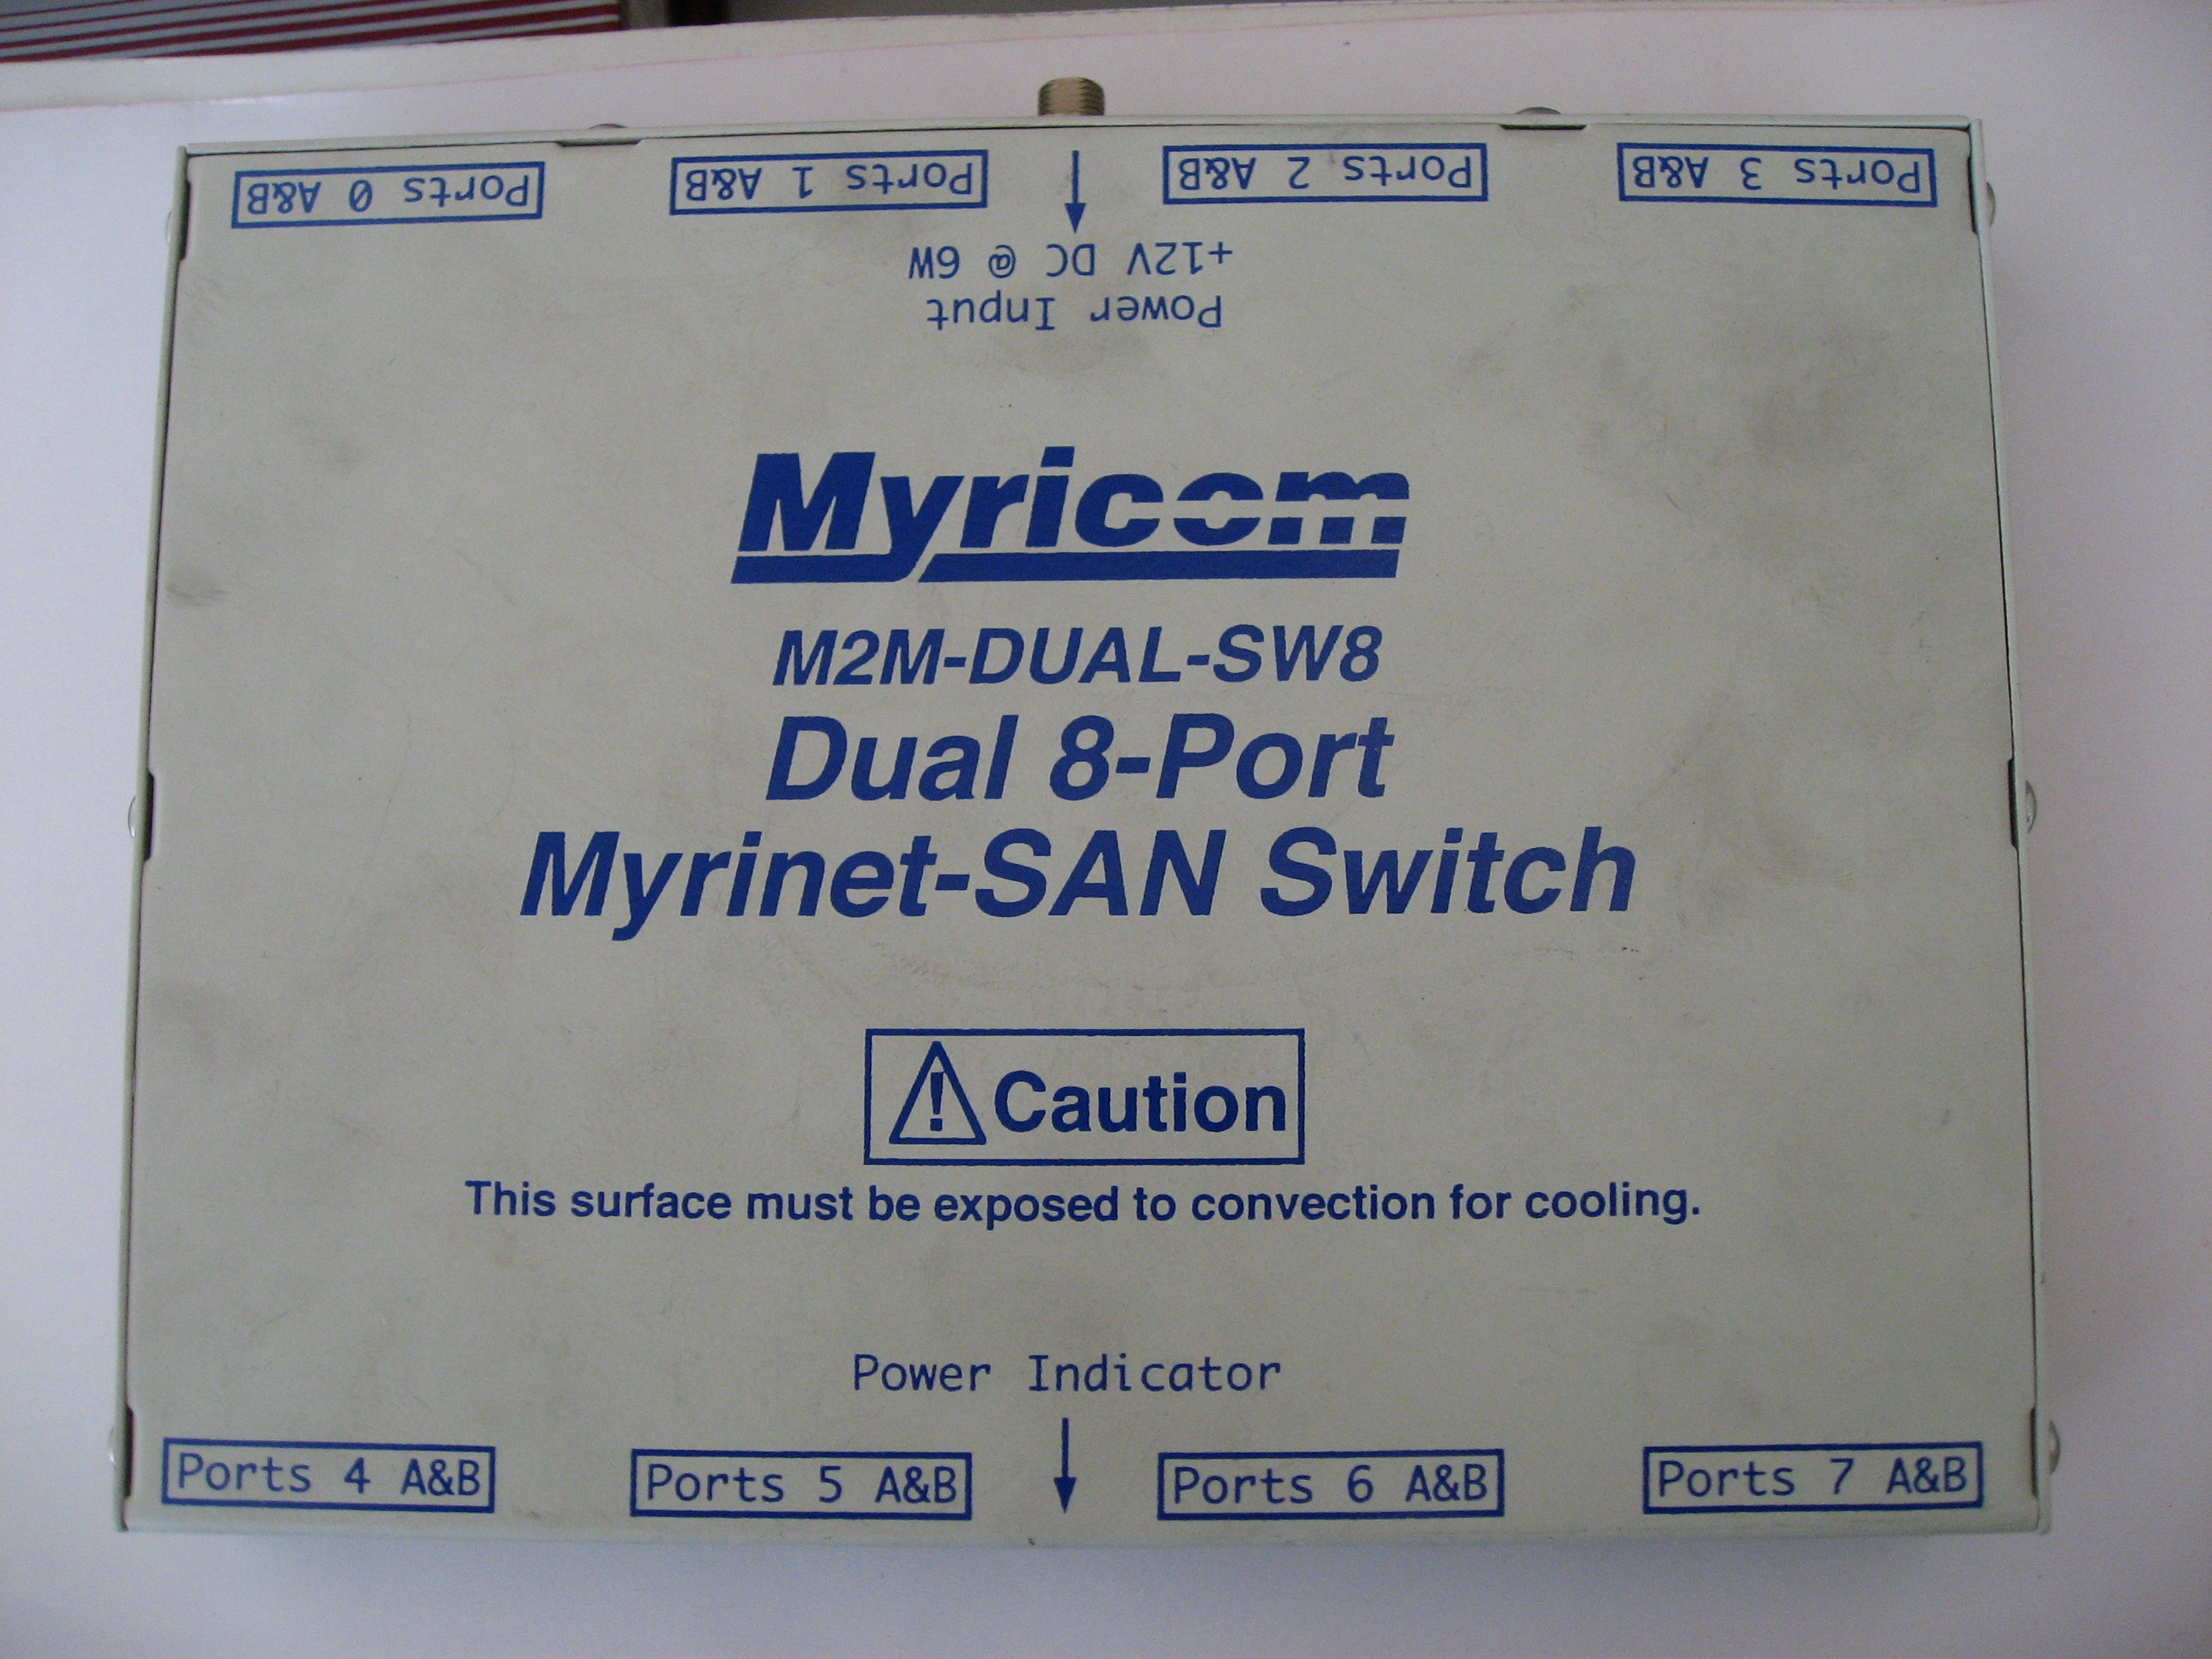 Ports 0 A&B
Ports 1 A&B
Ports 2 A&B
Ports 3 A&B
Power Input
+12V DC @ 6W
Myricom
M2M-DUAL-SW8
Dual 8-Port
Myrinet-SAN Switch
! Caution
This surface must be exposed to convection for cooling.
Power Indicator
Ports 4 A&B
Ports 5 A&B
Ports 6 A&B
Ports 7 A&B